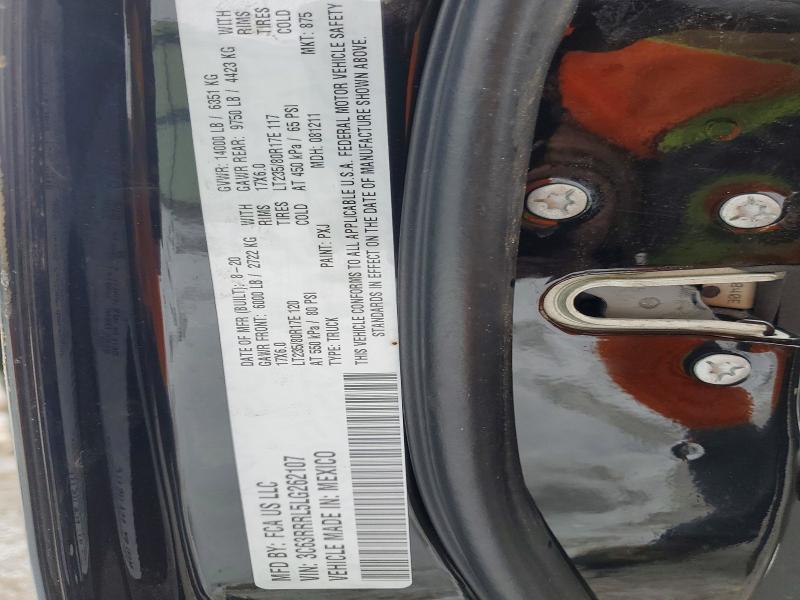 MFD BY: FCA US LLC
VIN: 3C63RRRL5LG262107
VEHICLE MADE IN: MEXICO
DATE OF MFR (BUILT): 8-20
GVWR: 14000 LB / 6351 KG
GAWR FRONT: 6000 LB / 2722 KG WITH
GAWR REAR: 9750 LB / 4423 KG WITH
17X6.0 RIMS
17X6.0 RIMS
LT235/80R17E 120 TIRES
LT235/80R17E 117 TIRES
AT 550 kPa / 80 PSI COLD
AT 450 kPa / 65 PSI COLD
TYPE: TRUCK PAINT: PXJ MDH: 081211 MKT: 875
THIS VEHICLE CONFORMS TO ALL APPLICABLE U.S.A. FEDERAL MOTOR VEHICLE SAFETY
STANDARDS IN EFFECT ON THE DATE OF MANUFACTURE SHOWN ABOVE.